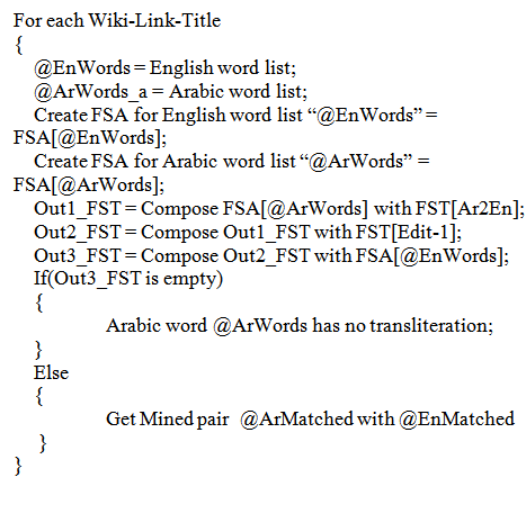 For each Wiki-Link-Title
{
@EnWords = English word list;
@ArWords_a = Arabic word list;
Create FSA for English word list “@EnWords” =
FSA[@EnWords];
Create FSA for Arabic word list “@ArWords” =
FSA[@ArWords];
Out1_FST = Compose FSA[@ArWords] with FST[Ar2En];
Out2_FST = Compose Out1_FST with FST[Edit-1];
Out3_FST = Compose Out2_FST with FSA[@EnWords];
If(Out3_FST is empty)
{
Arabic word @ArWords has no transliteration;
}
Else
{
Get Mined pair @ArMatched with @EnMatched
}
}